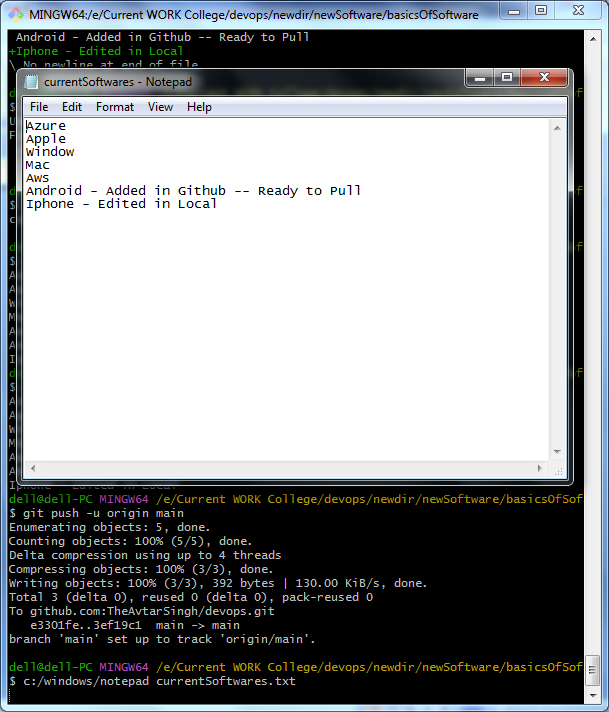 MINGW64:/e/Current WORK College/devops/newdir/newSoftware/basicsOfSoftware
Android - Added in Github -- Ready to Pull
+Iphone - Edited in Local
\ No newline at end of file
currentSoftwares - Notepad
File Edit Format View Help
Azure
Apple
Window
Mac
Aws
Android - Added in Github -- Ready to Pull
Iphone - Edited in Local
dell@dell-PC MINGW64 /e/Current WORK College/devops/newdir/newSoftware/basicsOfSof
$ git push -u origin main
Enumerating objects: 5, done.
Counting objects: 100% (5/5), done.
Delta compression using up to 4 threads
Compressing objects: 100% (3/3), done.
Writing objects: 100% (3/3), 392 bytes | 130.00 KiB/s, done.
Total 3 (delta 0), reused 0 (delta 0), pack-reused 0
To github.com:TheAvtarSingh/devops.git
e3301fe..3ef19c1 main -> main
branch 'main' set up to track 'origin/main'.
dell@dell-PC MINGW64 /e/Current WORK College/devops/newdir/newSoftware/basicsOfSof
$ c:/windows/notepad currentSoftwares.txt